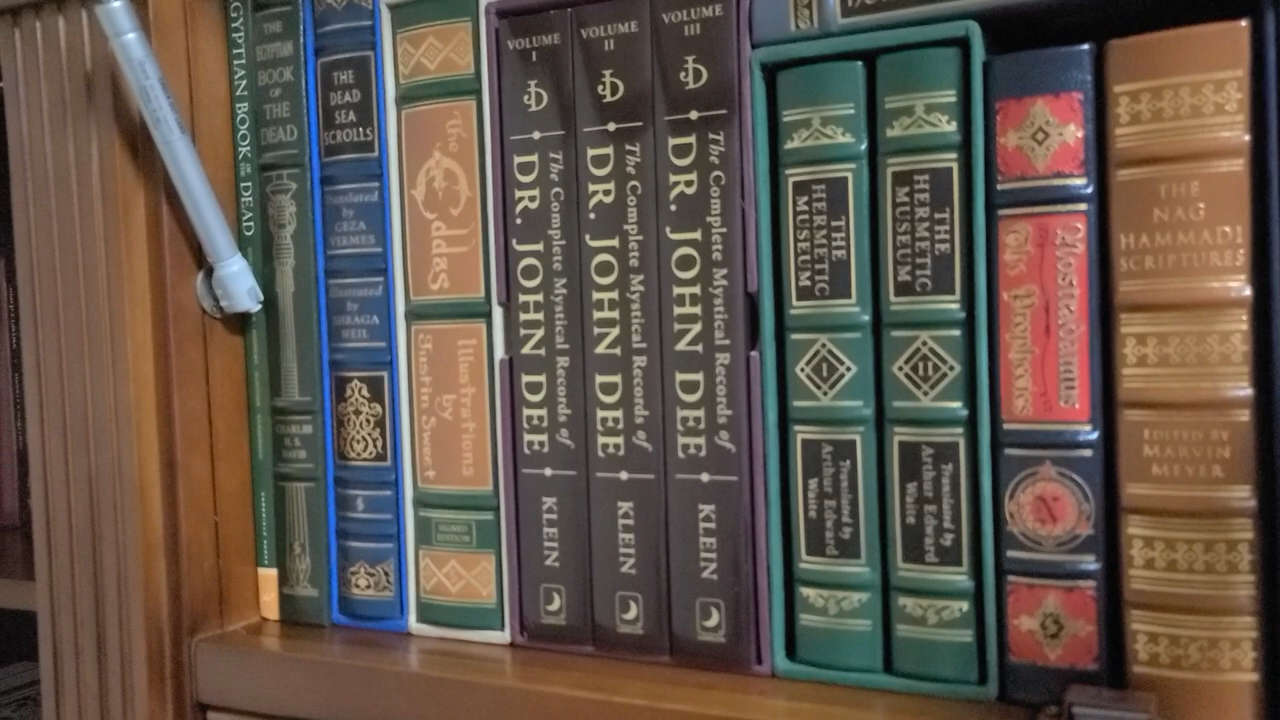 EGYPTIAN BOOK OF THE DEAD
THE
EGYPTIAN
BOOK
OF
THE
DEAD
CHARLES
H. S.
DAVIS
THE
DEAD
SEA
SCROLLS
Translated
by
GEZA
VERMES
Illustrated
by
SHRAGA
WEIL
The
Eddas
Illustrations
by
Justin Sweet
SIGNED
EDITION
VOLUME
I
The Complete Mystical Records of
DR. JOHN DEE
KLEIN
VOLUME
II
The Complete Mystical Records of
DR. JOHN DEE
KLEIN
VOLUME
III
The Complete Mystical Records of
DR. JOHN DEE
KLEIN
THE
HERMETIC
MUSEUM
I
Translated by
Arthur Edward
Waite
THE
HERMETIC
MUSEUM
II
Translated by
Arthur Edward
Waite
Nostradamus
The Prophecies
THE
NAG
HAMMADI
SCRIPTURES
EDITED BY
MARVIN
MEYER